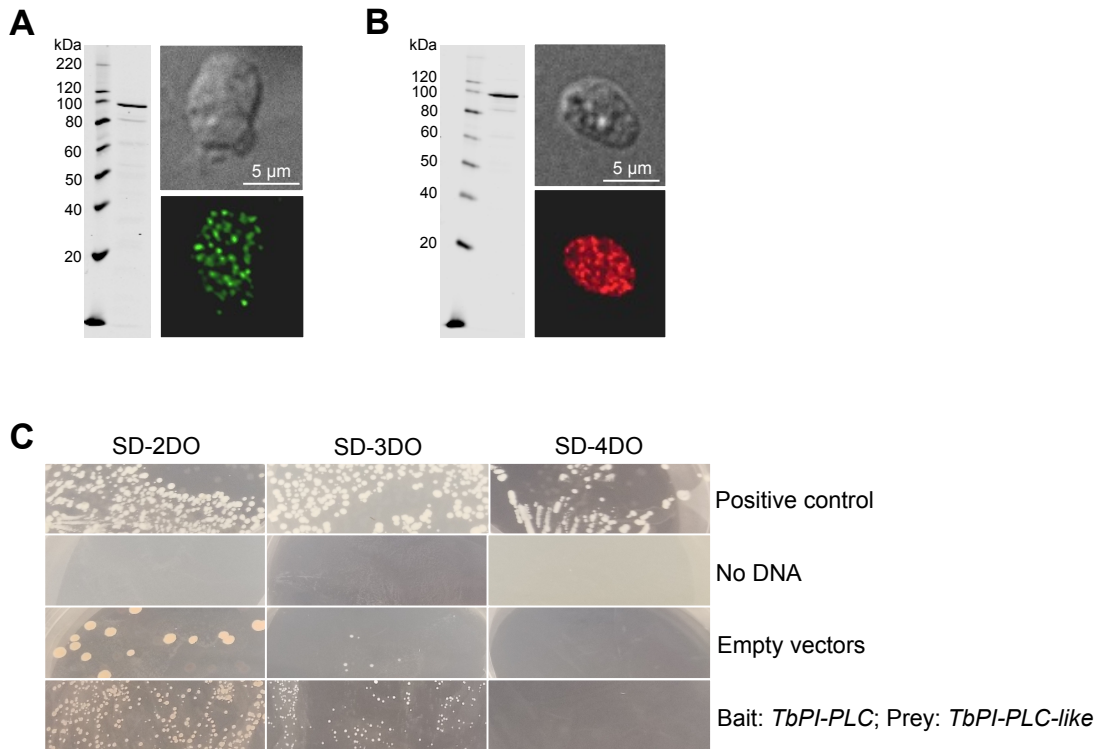 A
kDa
220
120
100
80
60
50
40
20
5 µm
B
kDa
120
100
80
60
50
40
20
5 µm
C
SD-2DO SD-3DO SD-4DO
Positive control
No DNA
Empty vectors
Bait: TbPI-PLC; Prey: TbPI-PLC-like